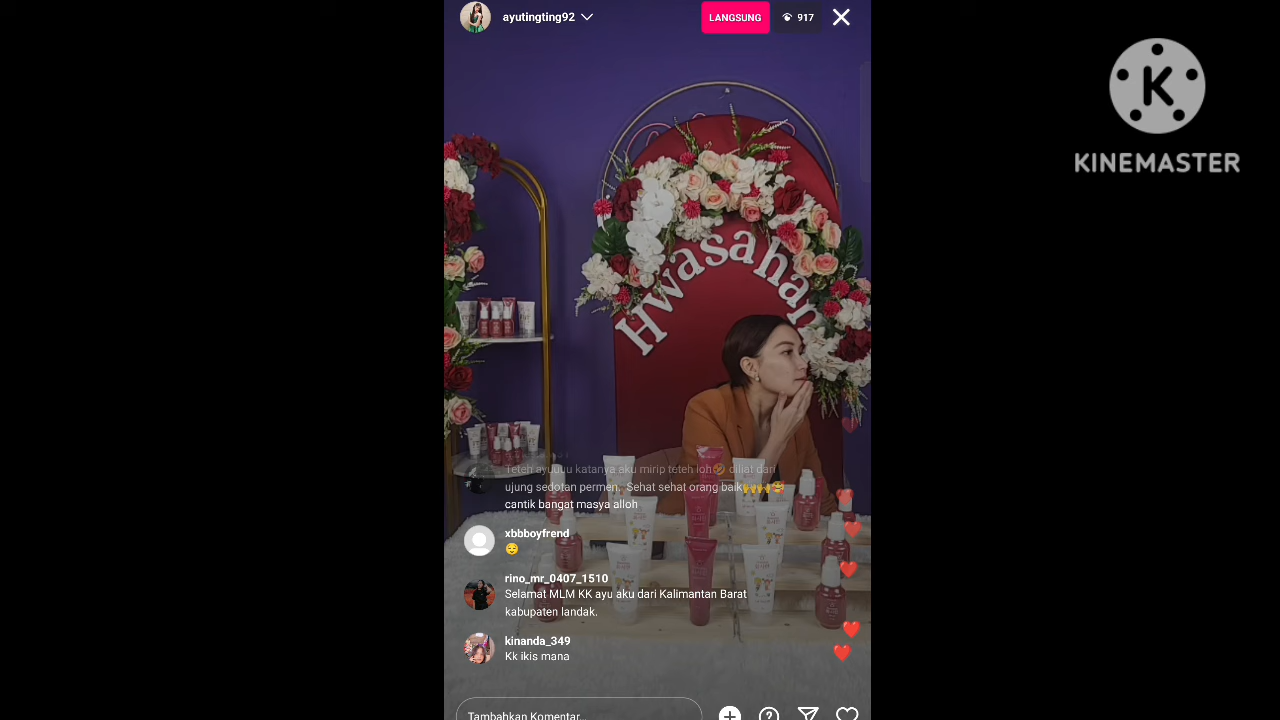 ayutingting92
LANGSUNG
917
KINEMASTER
Hwasahan
Teteh ayuuuu katanya aku mirip teteh loh🤣 diliat dari
ujung sedotan permen. Sehat sehat orang baik🙌🙌🥰
cantik bangat masya alloh
xbbboyfrend
😌
rino_mr_0407_1510
Selamat MLM KK ayu aku dari Kalimantan Barat
kabupaten landak.
kinanda_349
Kk ikis mana
Tambahkan Komentar...